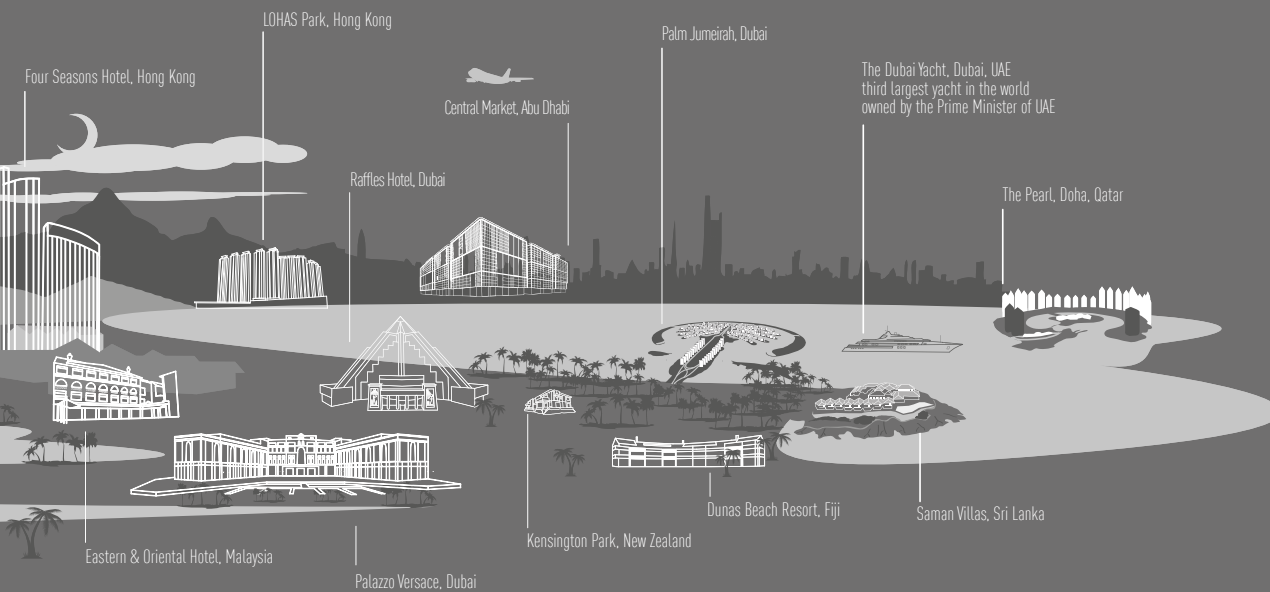 LOHAS Park, Hong Kong
Palm Jumeirah, Dubai
Four Seasons Hotel, Hong Kong
The Dubai Yacht, Dubai, UAE
third largest yacht in the world
owned by the Prime Minister of UAE
Central Market, Abu Dhabi
Raffles Hotel, Dubai
The Pearl, Doha, Qatar
Dunas Beach Resort, Fiji
Saman Villas, Sri Lanka
Kensington Park, New Zealand
Eastern & Oriental Hotel, Malaysia
Palazzo Versace, Dubai